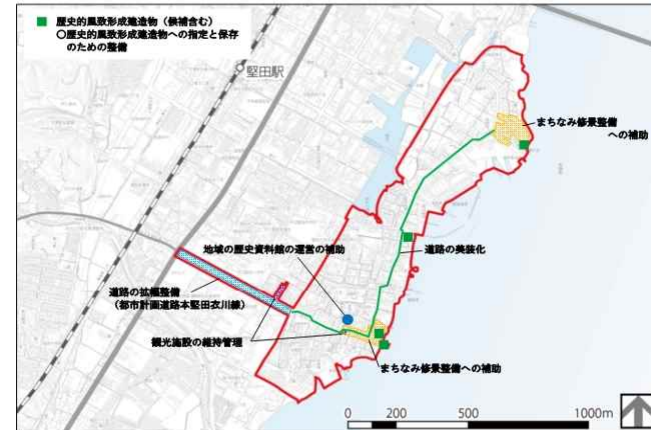 ■ 歴史的風致形成建造物（候補含む）
○歴史的風致形成建造物への指定と保存
のための整備
堅田駅
まちなみ修景整備
への補助
地域の歴史資料館の運営の補助
道路の美装化
道路の拡幅整備
（都市計画道路本堅田衣川線）
観光施設の維持管理
まちなみ修景整備への補助
0 200 500 1000m